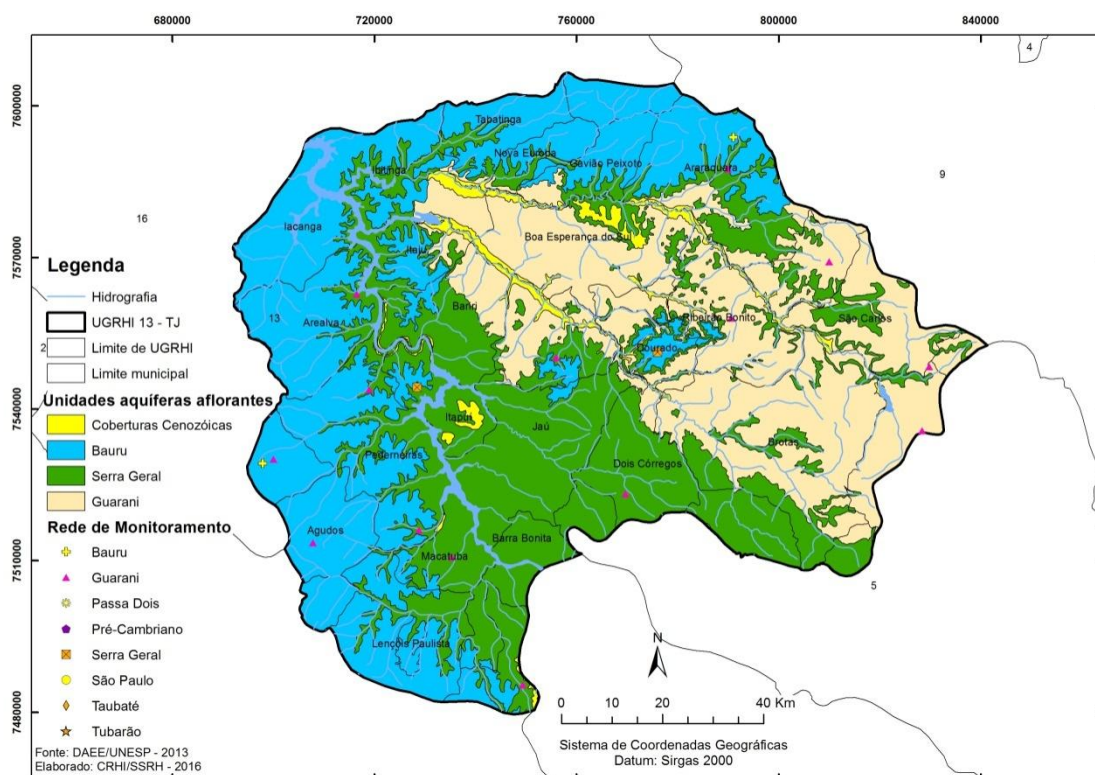 680000 720000 760000 800000 840000
7600000
7570000
7540000
7510000
7480000
4
9
16
13
2
5
Tabatinga
Nova Europa
Gavião Peixoto
Ibitinga
Araraquara
Iacanga
Boa Esperança do Sul
Itaju
Bariri
Ribeirão Bonito
São Carlos
Arealva
Dourado
Itapuí
Jaú
Brotas
Pederneiras
Dois Córregos
Agudos
Barra Bonita
Macatuba
Lençóis Paulista
Legenda
Hidrografia
UGRHI 13 - TJ
Limite de UGRHI
Limite municipal
Unidades aquíferas aflorantes
Coberturas Cenozóicas
Bauru
Serra Geral
Guarani
Rede de Monitoramento
Bauru
Guarani
Passa Dois
Pré-Cambriano
Serra Geral
São Paulo
Taubaté
Tubarão
Fonte: DAEE/UNESP - 2013
Elaborado: CRHI/SSRH - 2016
N
0 10 20 40 Km
Sistema de Coordenadas Geográficas
Datum: Sirgas 2000